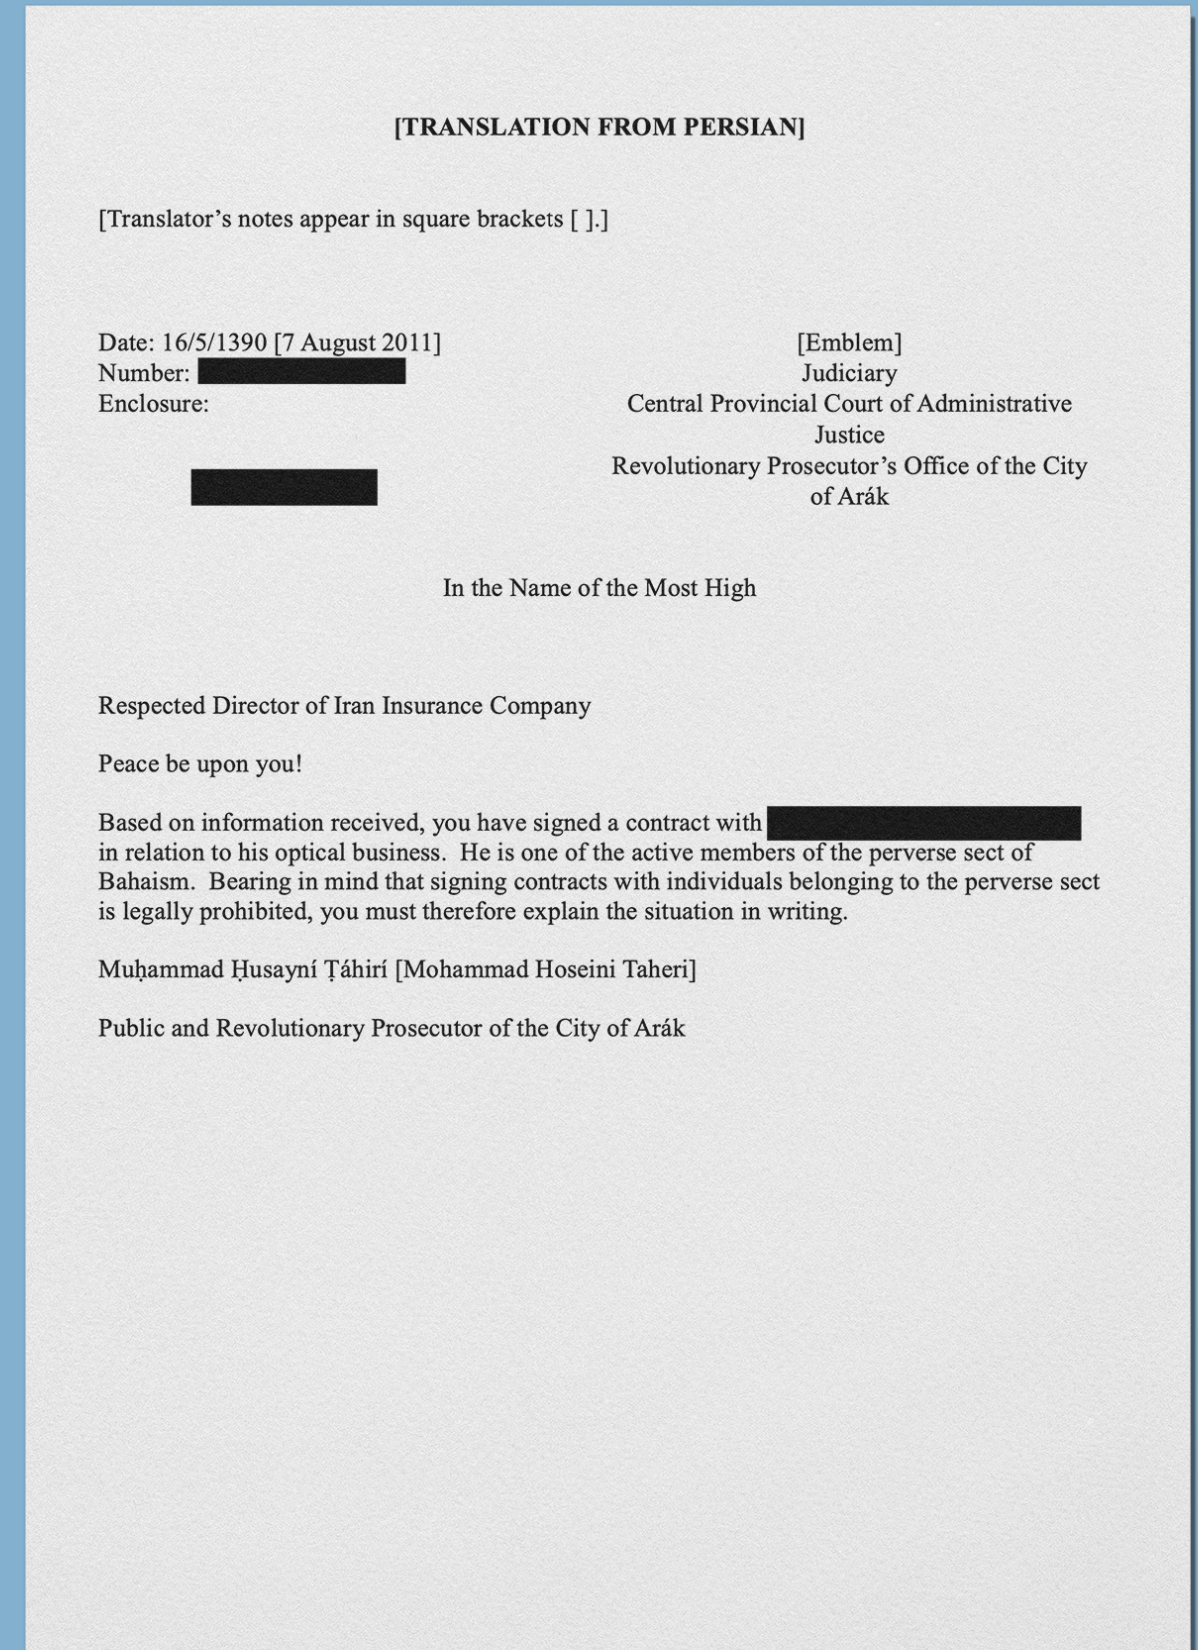 [TRANSLATION FROM PERSIAN]
[Translator’s notes appear in square brackets [ ].]
Date: 16/5/1390 [7 August 2011]
Number:
Enclosure:
[Emblem]
Judiciary
Central Provincial Court of Administrative
Justice
Revolutionary Prosecutor’s Office of the City
of Arák
In the Name of the Most High
Respected Director of Iran Insurance Company
Peace be upon you!
Based on information received, you have signed a contract with
in relation to his optical business.  He is one of the active members of the perverse sect of
Bahaism.  Bearing in mind that signing contracts with individuals belonging to the perverse sect
is legally prohibited, you must therefore explain the situation in writing.
Muḥammad Ḥusayní Ṭáhirí [Mohammad Hoseini Taheri]
Public and Revolutionary Prosecutor of the City of Arák